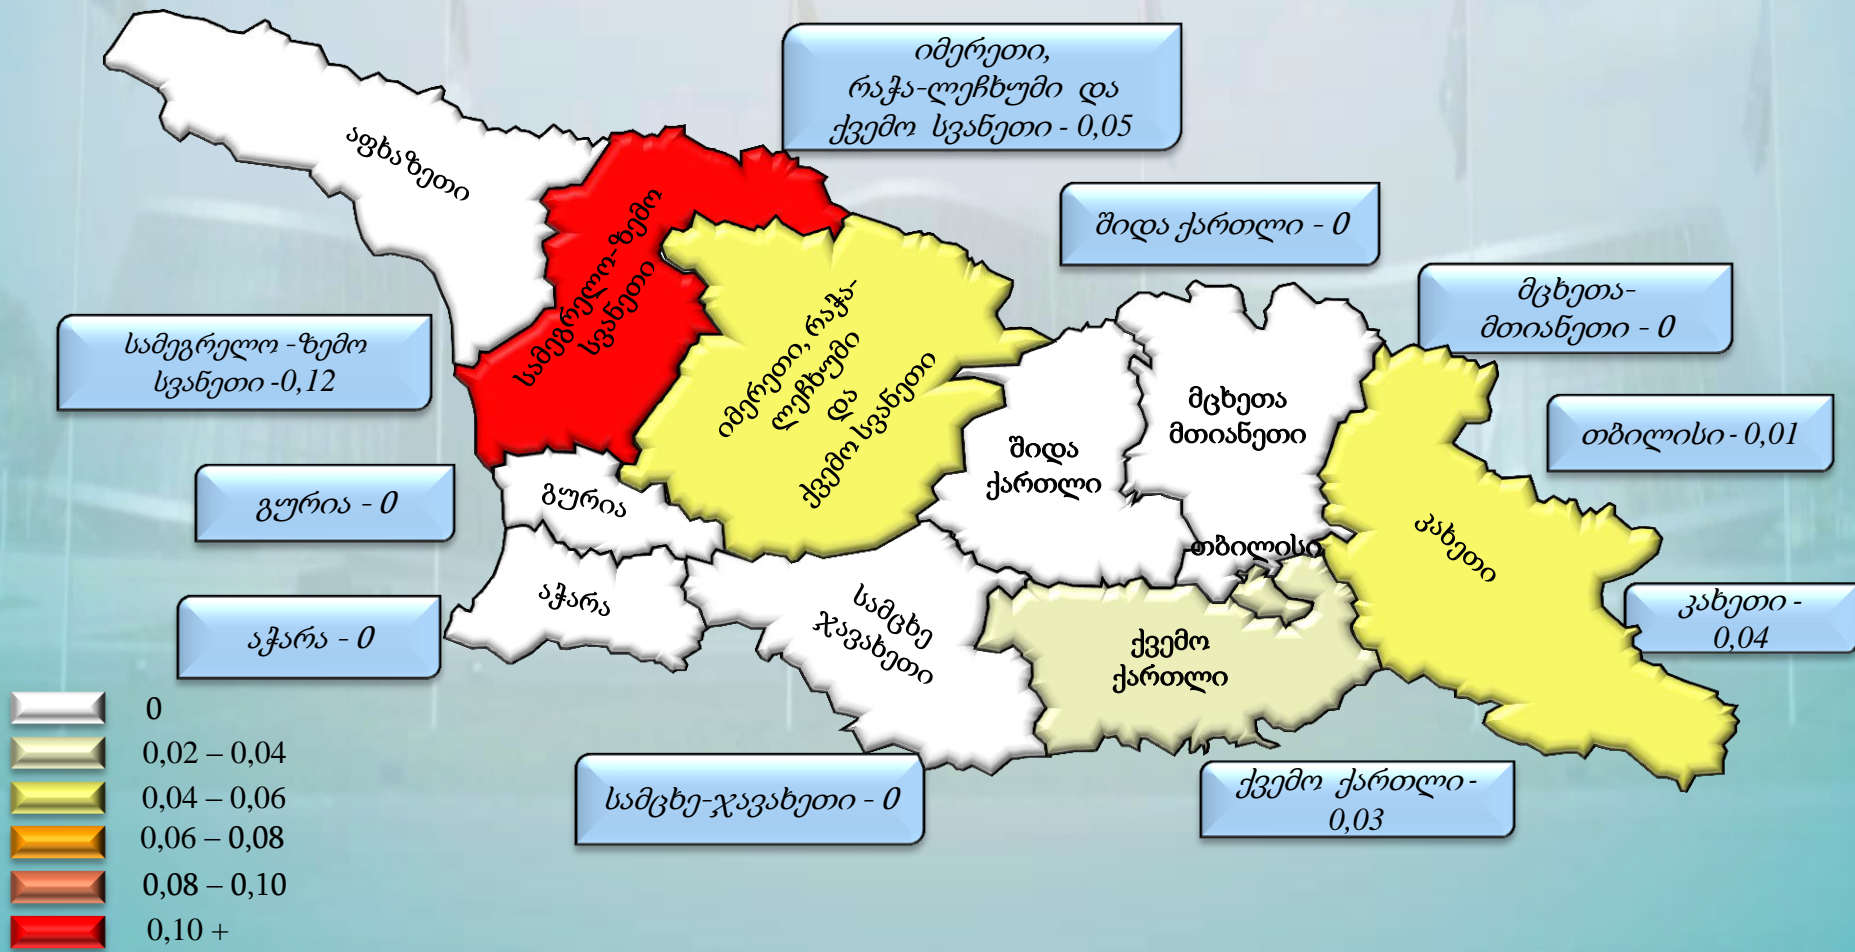 იმერეთი,
რაჭა-ლეჩხუმი და
ქვემო სვანეთი - 0,05
შიდა ქართლი - 0
მცხეთა-
მთიანეთი - 0
სამეგრელო -ზემო
სვანეთი -0,12
თბილისი - 0,01
გურია - 0
კახეთი -
0,04
აჭარა - 0
სამცხე-ჯავახეთი - 0
ქვემო ქართლი -
0,03
აფხაზეთი
სამეგრელო-ზემო
სვანეთი
იმერეთი, რაჭა-
ლეჩხუმი
და
ქვემო სვანეთი
შიდა
ქართლი
მცხეთა
მთიანეთი
თბილისი
კახეთი
გურია
აჭარა
სამცხე
ჯავახეთი
ქვემო
ქართლი
0
0,02 – 0,04
0,04 – 0,06
0,06 – 0,08
0,08 – 0,10
0,10 +